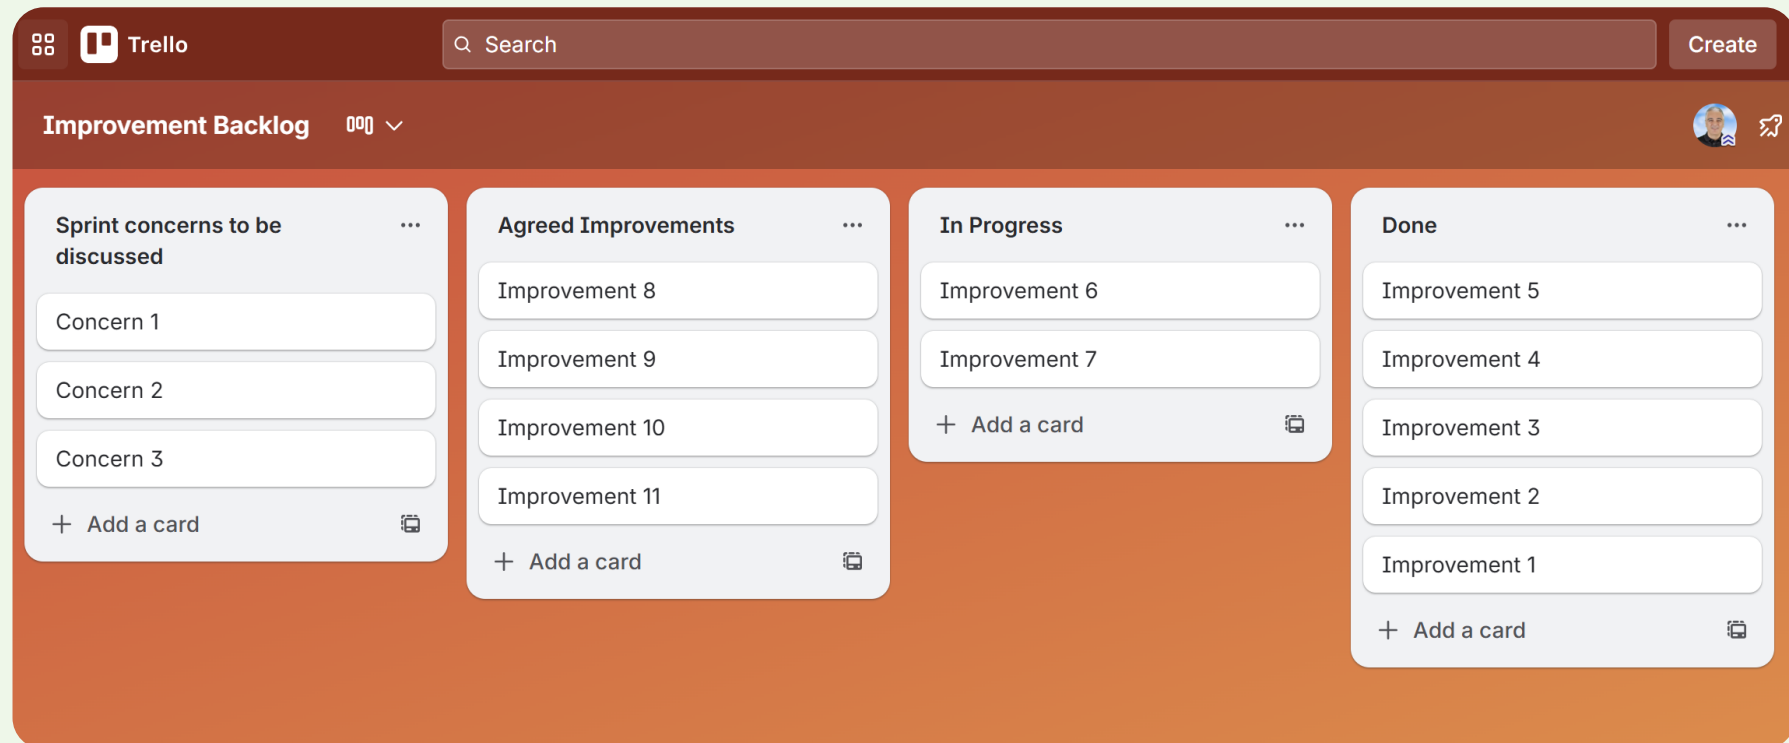 Trello
Search
Create
Improvement Backlog
Sprint concerns to be
discussed
Concern 1
Concern 2
Concern 3
Add a card
Agreed Improvements
Improvement 8
Improvement 9
Improvement 10
Improvement 11
Add a card
In Progress
Improvement 6
Improvement 7
Add a card
Done
Improvement 5
Improvement 4
Improvement 3
Improvement 2
Improvement 1
Add a card